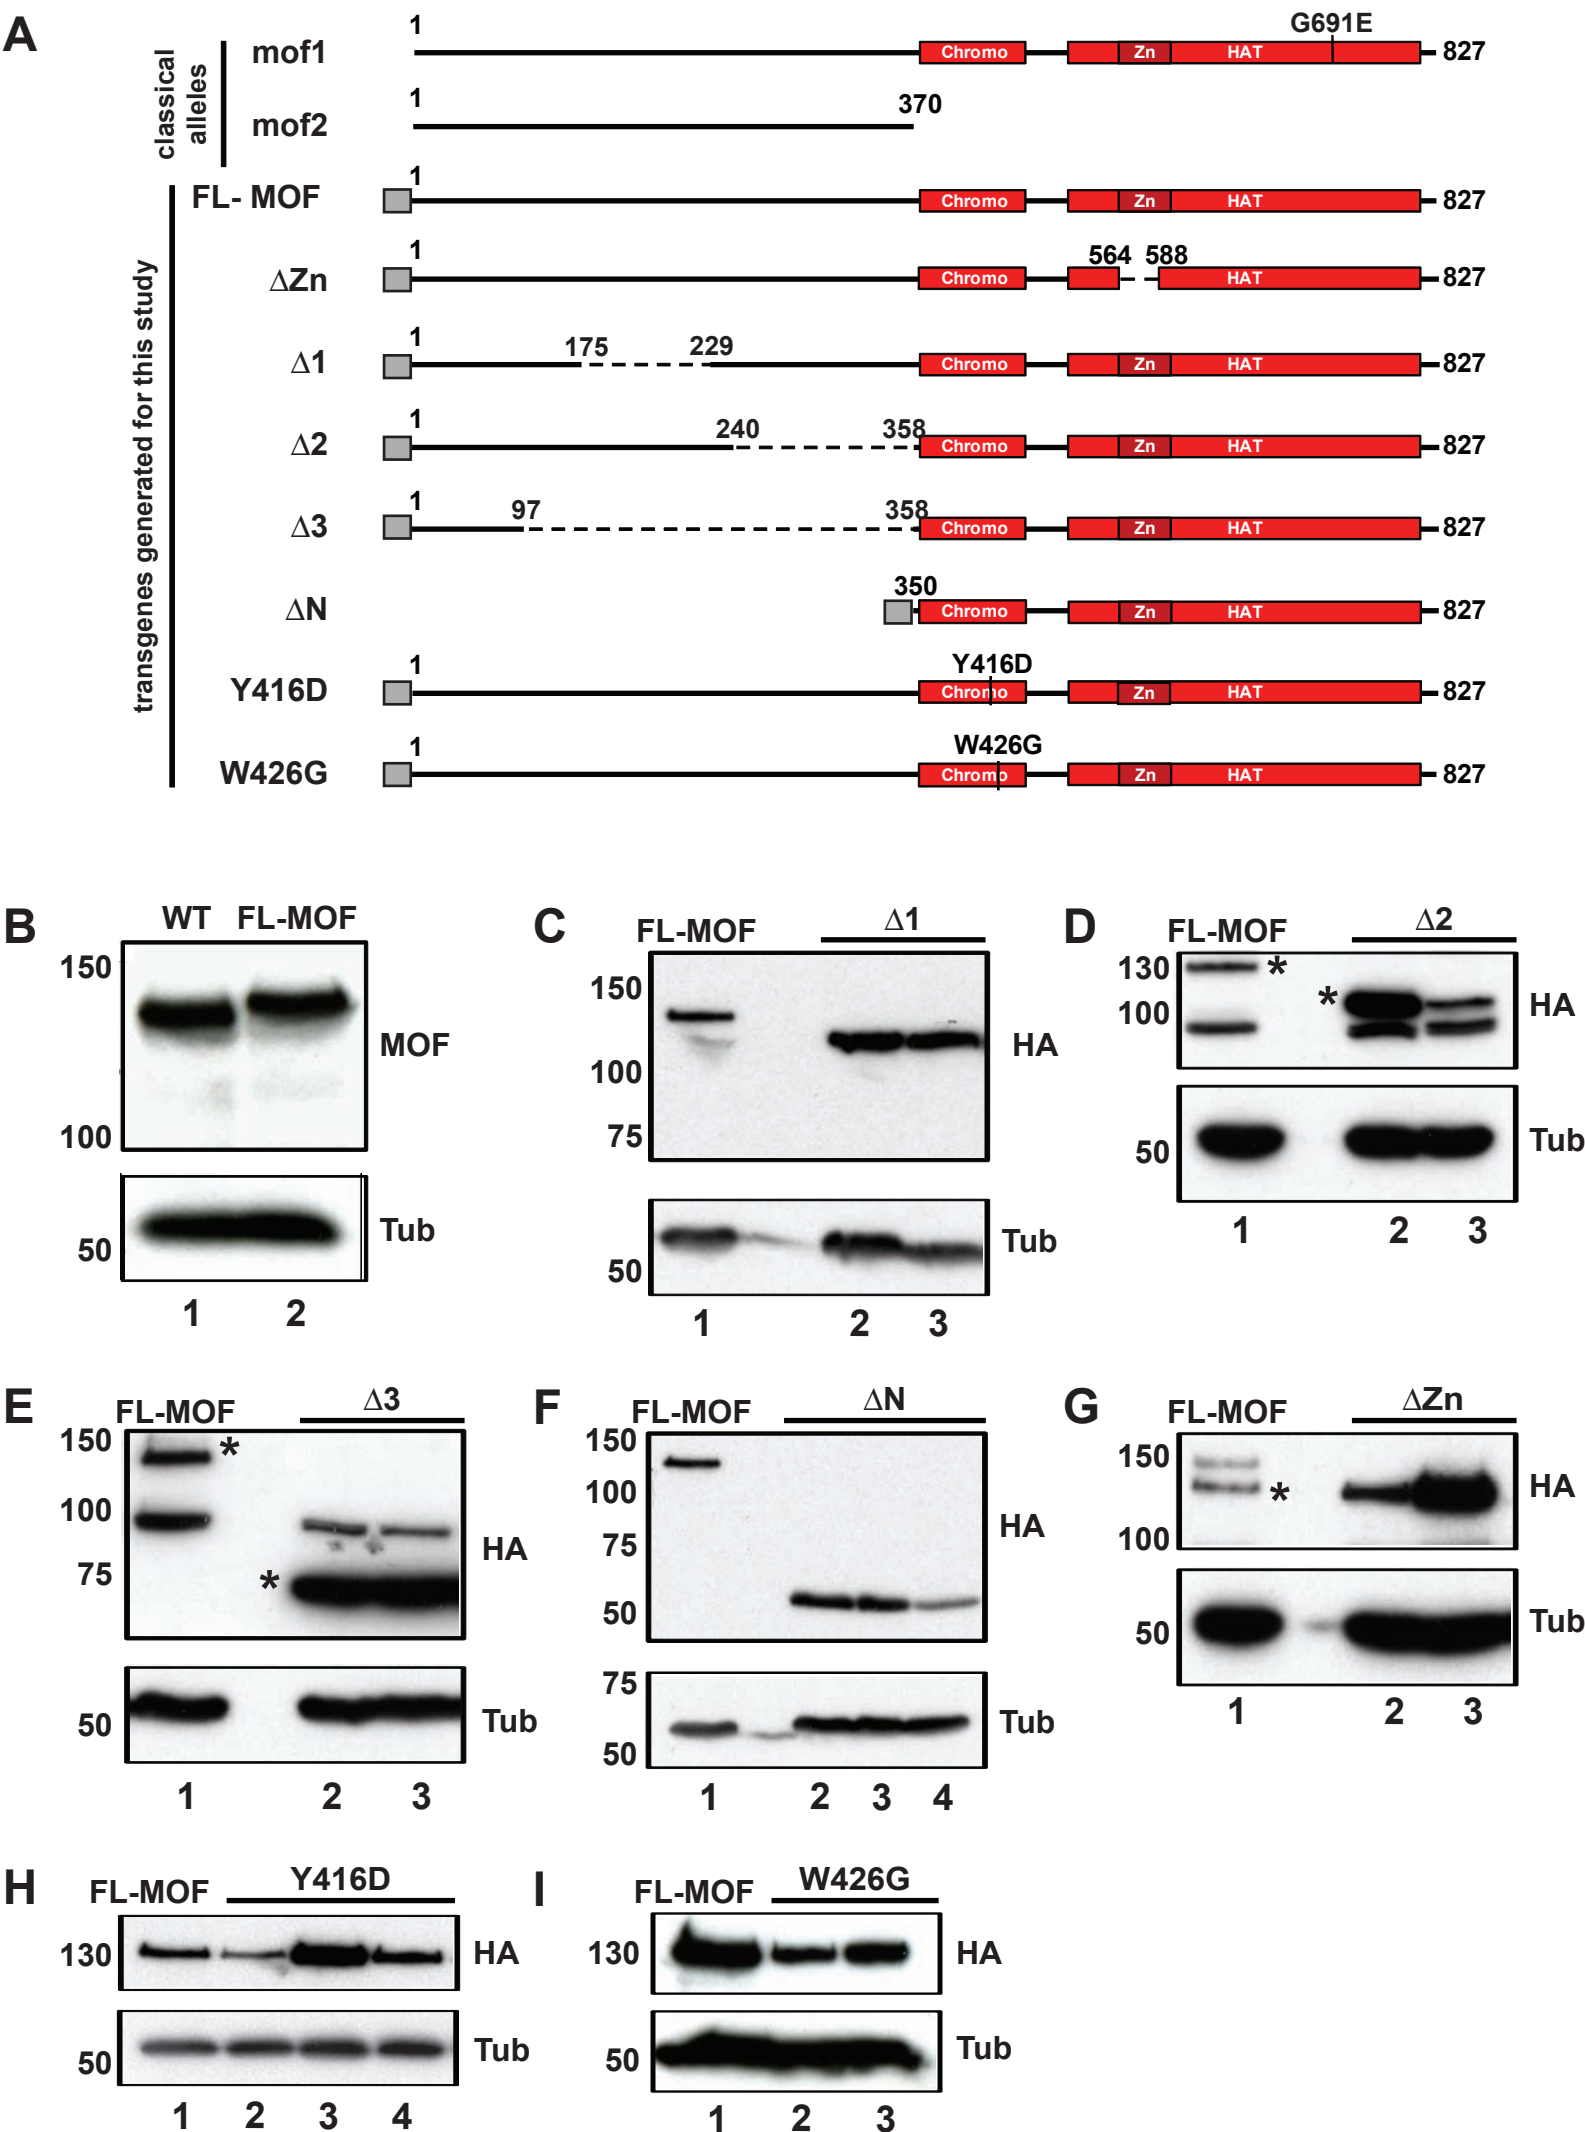 A
classical alleles
mof1
1
Chromo
Zn
HAT
G691E
827
mof2
1
370
transgenes generated for this study
FL- MOF
1
Chromo
Zn
HAT
827
ΔZn
1
Chromo
564
588
HAT
827
Δ1
1
175
229
Chromo
Zn
HAT
827
Δ2
1
240
358
Chromo
Zn
HAT
827
Δ3
1
97
358
Chromo
Zn
HAT
827
ΔN
350
Chromo
Zn
HAT
827
Y416D
1
Y416D
Chromo
Zn
HAT
827
W426G
1
W426G
Chromo
Zn
HAT
827
B
WT FL-MOF
150
MOF
100
Tub
50
1 2
C
FL-MOF Δ1
150
HA
100
75
Tub
50
1 2 3
D
FL-MOF Δ2
130 *
*
HA
100
Tub
50
1 2 3
E
FL-MOF Δ3
150 *
100
HA
75 *
Tub
50
1 2 3
F
FL-MOF ΔN
150
100
HA
75
50
75
Tub
50
1 2 3 4
G
FL-MOF ΔZn
150
* HA
100
Tub
50
1 2 3
H
FL-MOF Y416D
130 HA
50 Tub
1 2 3 4
I
FL-MOF W426G
130 HA
50 Tub
1 2 3